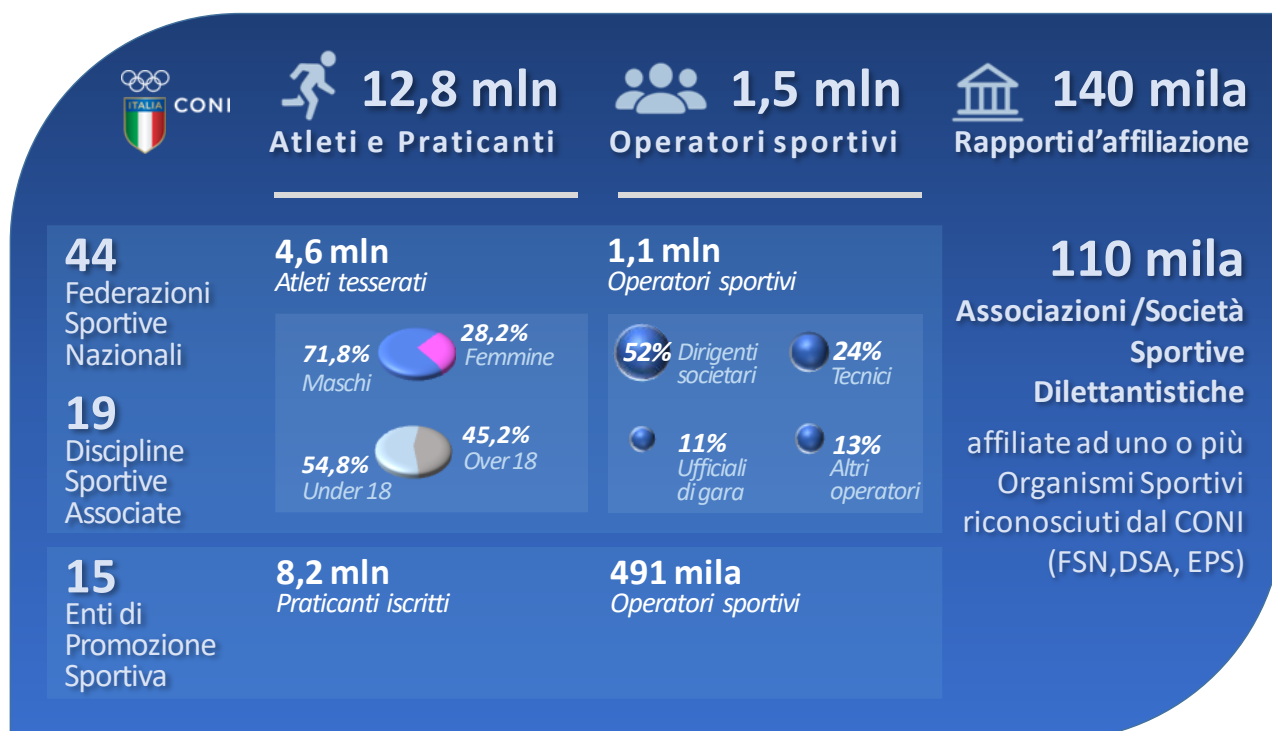 ITALIA
CONI
12,8 mln
Atleti e Praticanti
1,5 mln
Operatori sportivi
140 mila
Rapporti d'affiliazione
44
Federazioni
Sportive
Nazionali
19
Discipline
Sportive
Associate
4,6 mln
Atleti tesserati
71,8%
Maschi
28,2%
Femmine
54,8%
Under 18
45,2%
Over 18
1,1 mln
Operatori sportivi
52% Dirigenti
societari
24%
Tecnici
11%
Ufficiali
di gara
13%
Altri
operatori
15
Enti di
Promozione
Sportiva
8,2 mln
Praticanti iscritti
491 mila
Operatori sportivi
110 mila
Associazioni/Società
Sportive
Dilettantistiche
affiliate ad uno o più
Organismi Sportivi
riconosciuti dal CONI
(FSN,DSA, EPS)